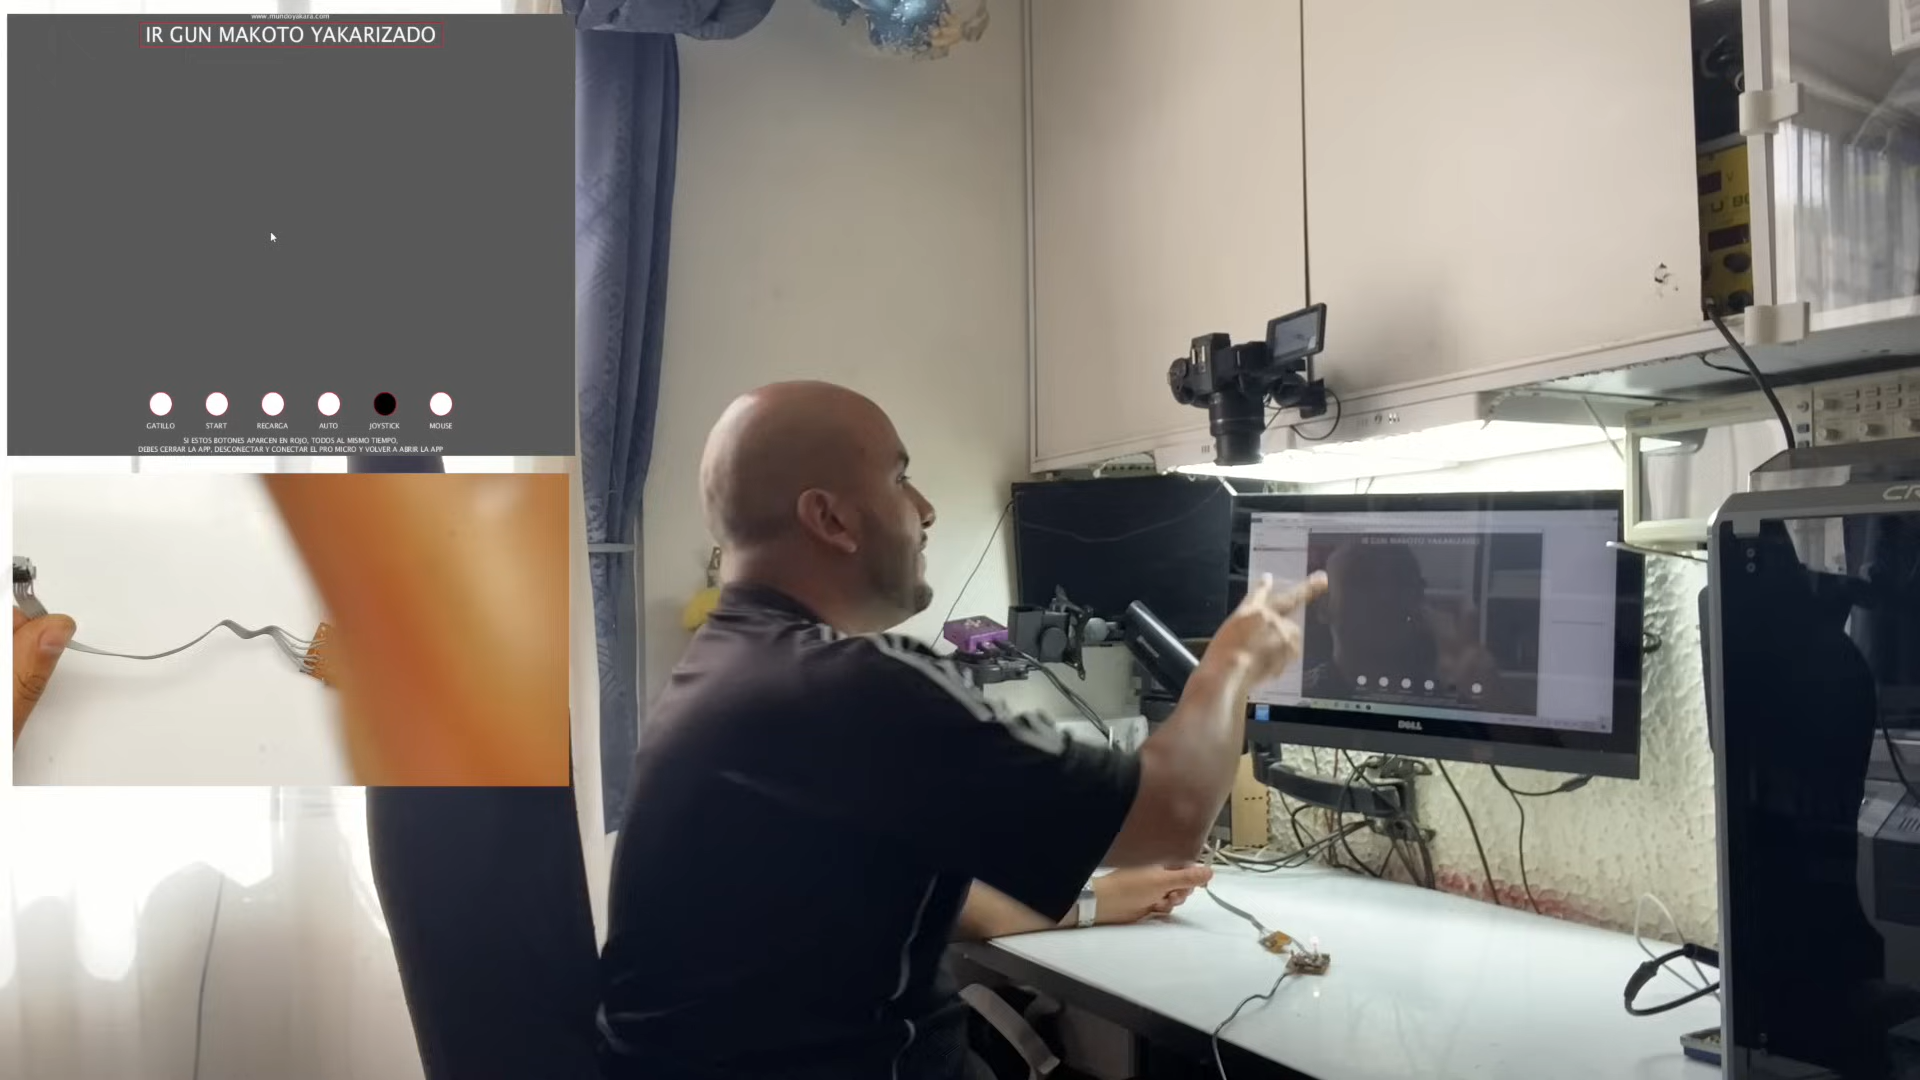 www.mundoyakara.com
IR GUN MAKOTO YAKARIZADO
GATILLO START RECARGA AUTO JOYSTICK MOUSE
SI ESTOS BOTONES APARCEN EN ROJO, TODOS AL MISMO TIEMPO,
DEBES CERRAR LA APP, DESCONECTAR Y CONECTAR EL PRO MICRO Y VOLVER A ABRIR LA APP
IR GUN MAKOTO YAKARIZADO
DELL
CR